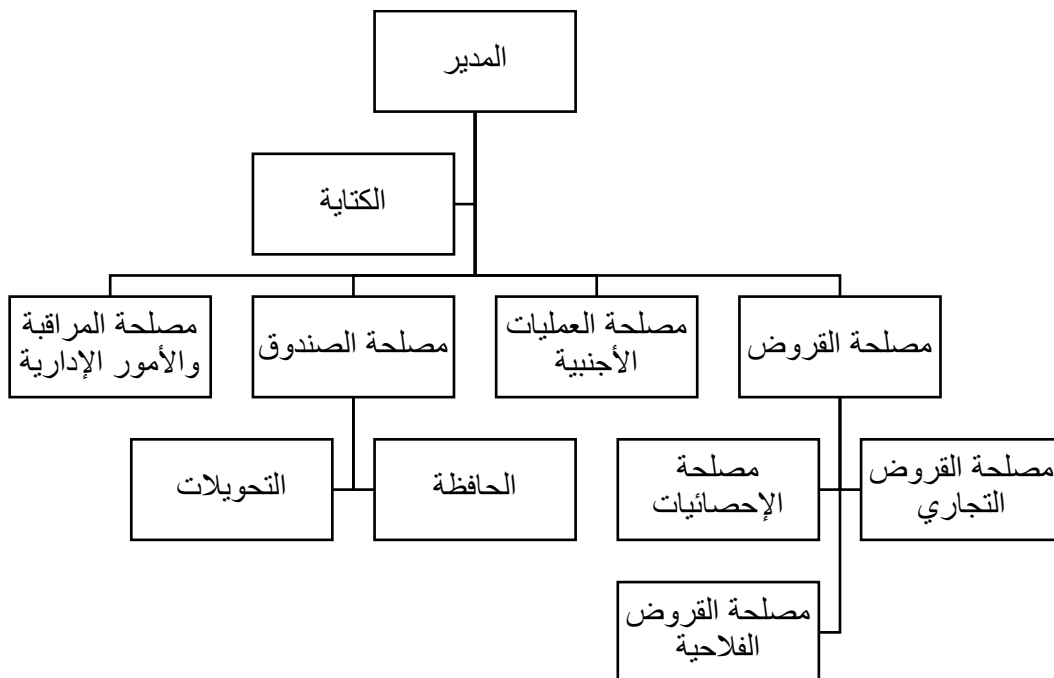 المدير
الكتاية
مصلحة القروض
مصلحة العمليات
الأجنبية
مصلحة الصندوق
مصلحة المراقبة
والأمور الإدارية
مصلحة القروض
التجاري
مصلحة
الإحصائيات
الحافظة
التحويلات
مصلحة القروض
الفلاحية